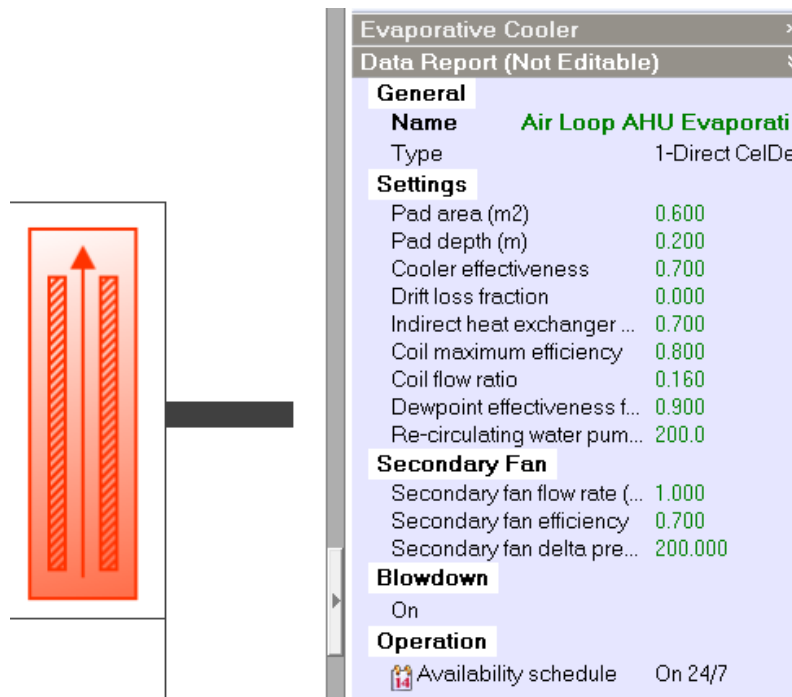 Evaporative Cooler
Data Report (Not Editable)
General
Name Air Loop AHU Evaporati
Type 1-Direct CelDe
Settings
Pad area (m2) 0.600
Pad depth (m) 0.200
Cooler effectiveness 0.700
Drift loss fraction 0.000
Indirect heat exchanger ... 0.700
Coil maximum efficiency 0.800
Coil flow ratio 0.160
Dewpoint effectiveness f... 0.900
Re-circulating water pum... 200.0
Secondary Fan
Secondary fan flow rate (... 1.000
Secondary fan efficiency 0.700
Secondary fan delta pre... 200.000
Blowdown
On
Operation
14 Availability schedule On 24/7